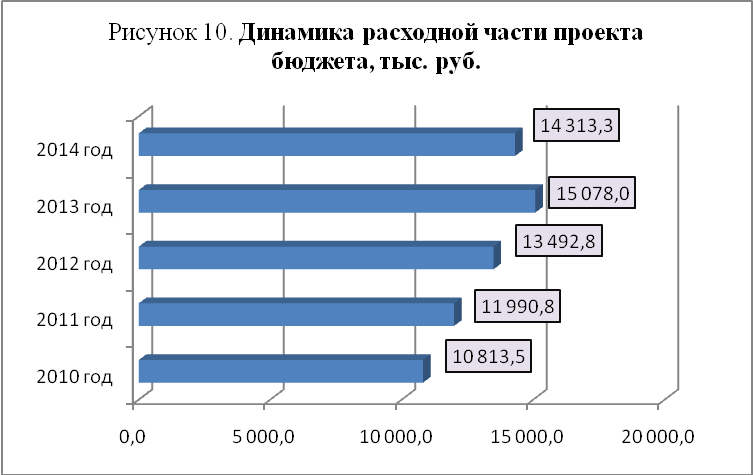 Рисунок 10. Динамика расходной части проекта
бюджета, тыс. руб.
2014 год 14 313,3
2013 год 15 078,0
2012 год 13 492,8
2011 год 11 990,8
2010 год 10 813,5
0,0 5 000,0 10 000,0 15 000,0 20 000,0